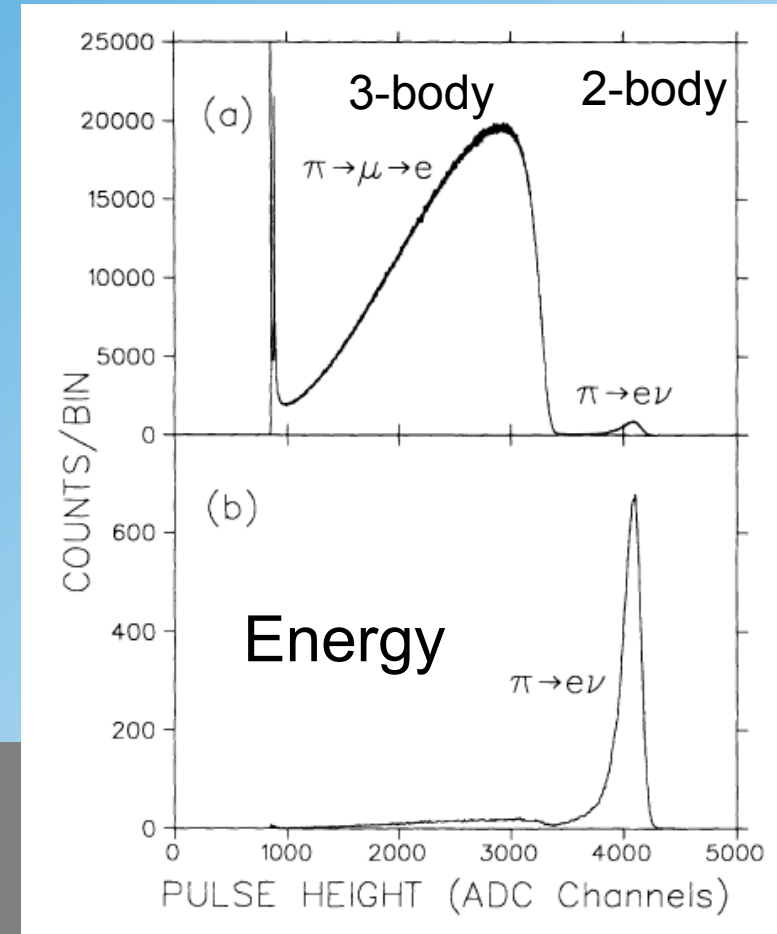 25000
20000
15000
10000
5000
0
(a)
3-body
2-body
π→μ→e
π→eν
COUNTS/BIN
(b)
600
400
200
0
Energy
π→eν
0 1000 2000 3000 4000 5000
PULSE HEIGHT (ADC Channels)